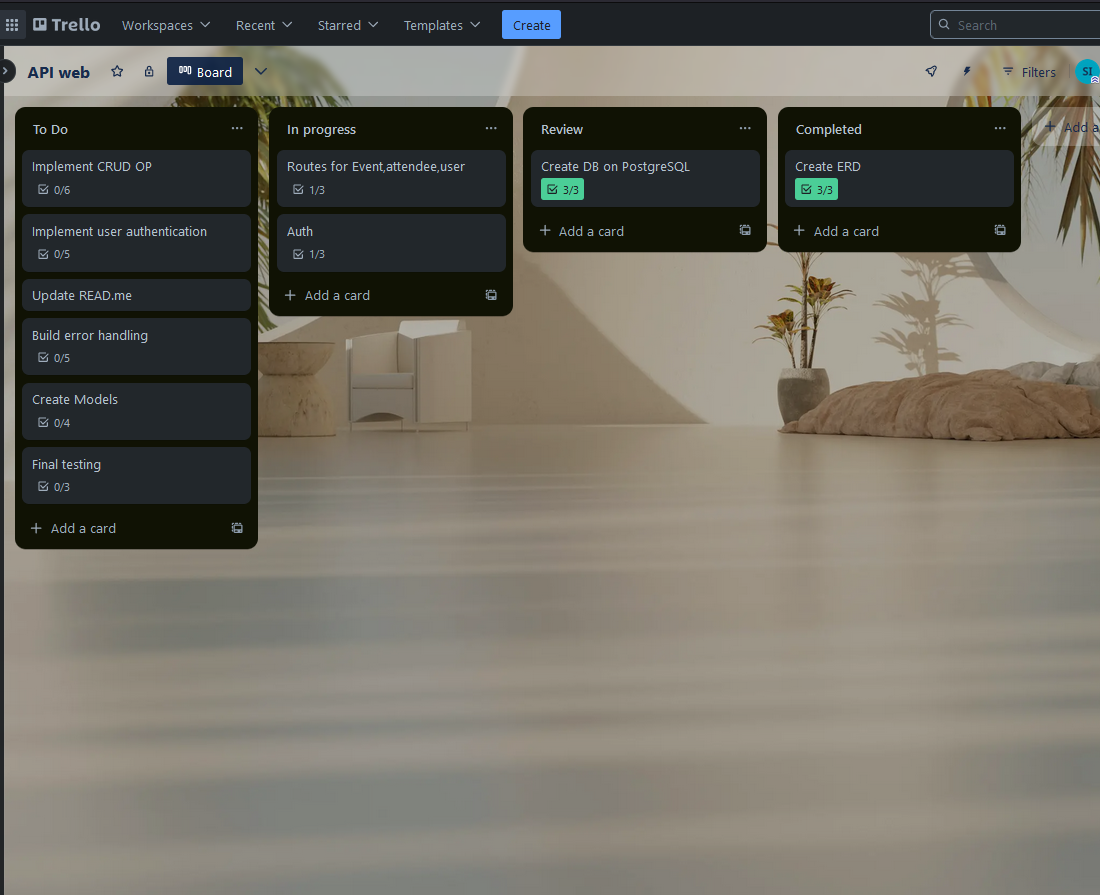 Trello
Workspaces Recent Starred Templates Create Search
API web Board Filters SI
To Do
Implement CRUD OP
0/6
Implement user authentication
0/5
Update READ.me
Build error handling
0/5
Create Models
0/4
Final testing
0/3
+ Add a card
In progress
Routes for Event,attendee,user
1/3
Auth
1/3
+ Add a card
Review
Create DB on PostgreSQL
3/3
+ Add a card
Completed
Create ERD
3/3
+ Add a card
+ Add a